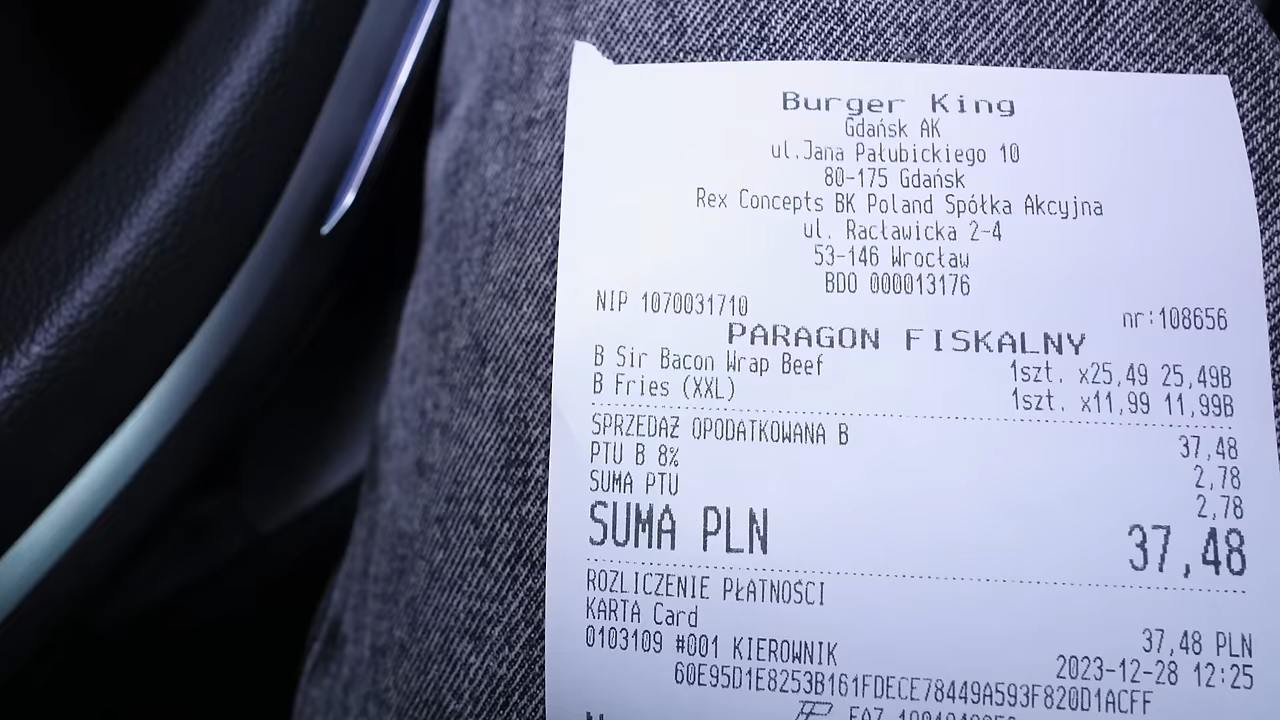 Burger King
Gdańsk AK
ul.Jana Pałubickiego 10
80-175 Gdańsk
Rex Concepts BK Poland Spółka Akcyjna
ul. Racławicka 2-4
53-146 Wrocław
BDO 000013176
NIP 1070031710 nr:108656
PARAGON FISKALNY
B Sir Bacon Wrap Beef 1szt. x25,49 25,49B
B Fries (XXL) 1szt. x11,99 11,99B
SPRZEDAŻ OPODATKOWANA B 37,48
PTU B 8% 2,78
SUMA PTU 2,78
SUMA PLN 37,48
ROZLICZENIE PŁATNOŚCI
KARTA Card 37,48 PLN
0103109 #001 KIEROWNIK 2023-12-28 12:25
60E95D1E8253B161FDECE78449A593F820D1ACFF